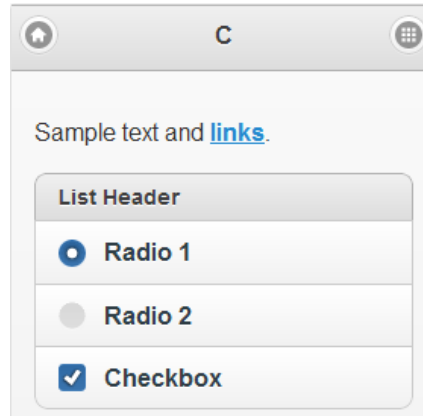 C
Sample text and links.
List Header
Radio 1
Radio 2
Checkbox